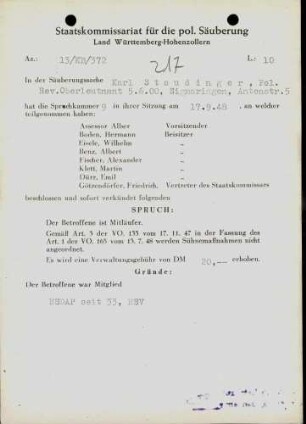 Staatskommissariat für die pol. Säuberung
Land Württemberg-Hohenzollern
Az.: 15/XII/372 L: 10
217
In der Säuberungssache Karl Staudinger, Pol.
Rev.Oberleutnant 5.6.00, Sigmaringen, Antonstr.5
hat die Spruchkammer 9 in ihrer Sitzung am 17.9.48, an welcher
teilgenommen haben:
Assessor Alber Vorsitzender
Boden, Hermann Beisitzer
Eisele, Wilhelm „
Benz, Albert „
Fischer, Alexander „
Klett, Martin „
Dürr, Emil „
Götzendörfer, Friedrich, Vertreter des Staatskommissars
beschlossen und sofort verkündet folgenden
SPRUCH:
Der Betroffene ist Mitläufer.
Gemäß Art. 3 der VO. 133 vom 17. 11. 47 in der Fassung des
Art. 1 der VO. 165 vom 13. 7. 48 werden Sühnemaßnahmen nicht
angeordnet.
Es wird eine Verwaltungsgebühr von DM 20,-- erhoben.
Gründe:
Der Betroffene war Mitglied
NSDAP seit 33, NSV